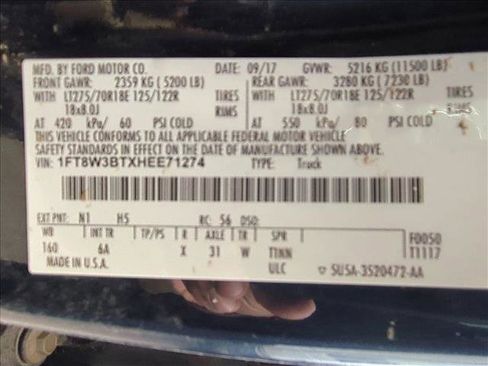 MFD. BY FORD MOTOR CO. DATE: 09/17 GVWR: 5216 KG (11500 LB)
FRONT GAWR: 2359 KG (5200 LB) REAR GAWR: 3280 KG (7230 LB)
WITH LT275/70R18E 125/122R TIRES WITH LT275/70R18E 125/122R TIRES
18x8.0J RIMS 18x8.0J RIMS
AT 420 kPa/ 60 PSI COLD AT 550 kPa/ 80 PSI COLD
THIS VEHICLE CONFORMS TO ALL APPLICABLE FEDERAL MOTOR VEHICLE
SAFETY STANDARDS IN EFFECT ON THE DATE OF MANUFACTURE SHOWN ABOVE.
VIN: 1FT8W3BTXHEE71274 TYPE: Truck
EXT PNT: N1 H5 RC: 56 DSO:
WB INT TR TP/PS R AXLE TR SPR F0050
160 6A X 31 W TTNN T1117
MADE IN U.S.A. ULC ▽ 5U5A-3520472-AA